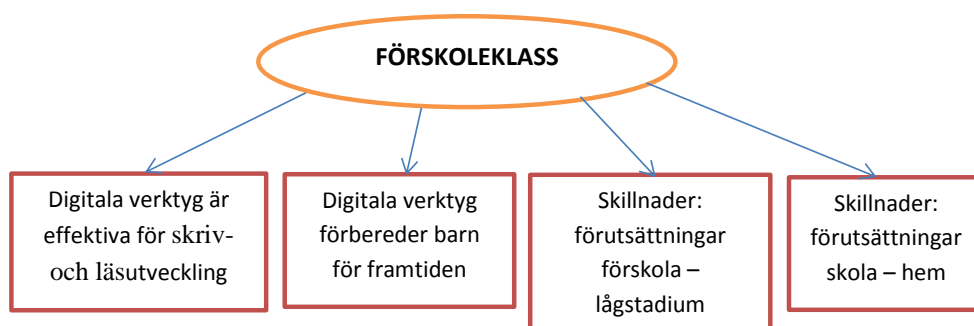 FÖRSKOLEKLASS
Digitala verktyg är
effektiva för skriv-
och läsutveckling
Digitala verktyg
förbereder barn
för framtiden
Skillnader:
förutsättningar
förskola –
lågstadium
Skillnader:
förutsättningar
skola – hem